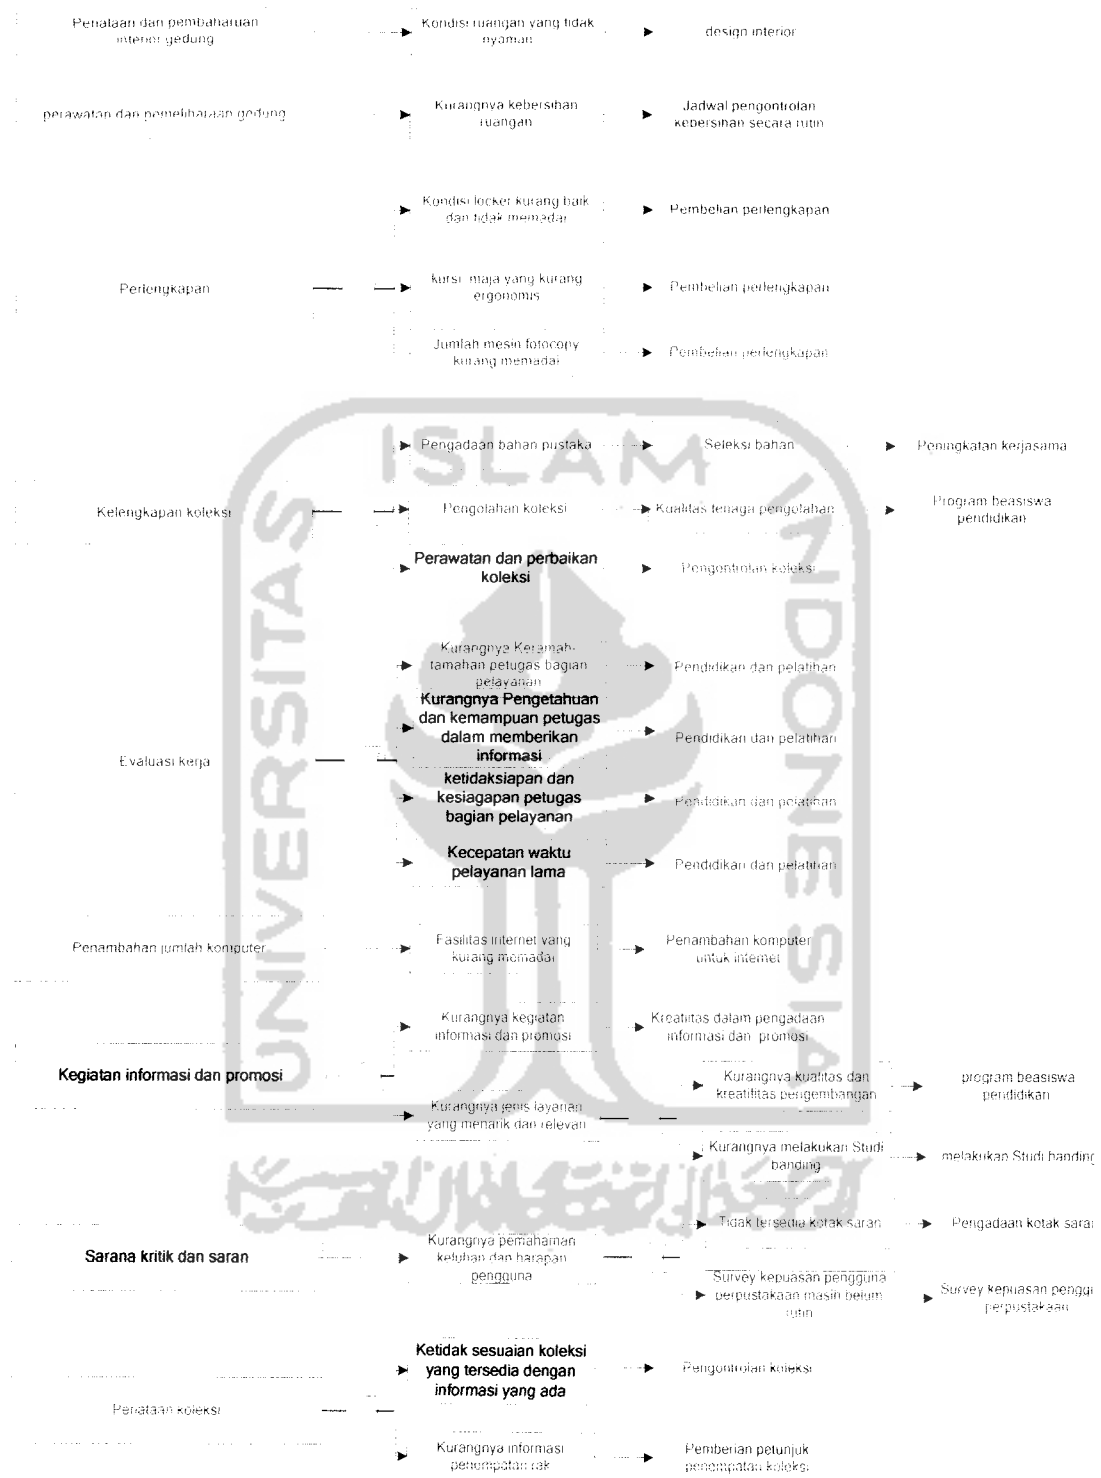 Penataan dan pembaharuan
interior gedung
Kondisi ruangan yang tidak
nyaman
design interior
perawatan dan pemeliharaan gedung
Kurangnya kebersihan
ruangan
Jadwal pengontrolan
kebersihan secara rutin
Kondisi locker kurang baik
dan tidak memadai
Pembelian perlengkapan
Perlengkapan
kursi maja yang kurang
ergonomis
Pembelian perlengkapan
Jumlah mesin fotocopy
kurang memadai
Pembelian perlengkapan
ISLAM
UNIVERSITAS
INDONESIA
Pengadaan bahan pustaka
Seleksi bahan
Peningkatan kerjasama
Kelengkapan koleksi
Pengolahan koleksi
Kualitas tenaga pengolahan
Program beasiswa
pendidikan
Perawatan dan perbaikan
koleksi
Pengontrolan koleksi
Kurangnya Keramah-
tamahan petugas bagian
pelayanan
Pendidikan dan pelatihan
Kurangnya Pengetahuan
dan kemampuan petugas
dalam memberikan
informasi
Pendidikan dan pelatihan
Evaluasi kerja
ketidaksiapan dan
kesiagapan petugas
bagian pelayanan
Pendidikan dan pelatihan
Kecepatan waktu
pelayanan lama
Pendidikan dan pelatihan
Penambahan jumlah komputer
Fasilitas internet yang
kurang memadai
Penambahan komputer
untuk internet
Kurangnya kegiatan
informasi dan promosi
Kreatiitas dalam pengadaan
informasi dan promosi
Kegiatan informasi dan promosi
Kurangnya kualitas dan
kreatifitas pengembangan
program beasiswa
pendidikan
Kurangnya jenis layanan
yang menarik dan relevan
Kurangnya melakukan Studi
banding
melakukan Studi banding
Tidak tersedia kotak saran
Pengadaan kotak saran
Sarana kritik dan saran
Kurangnya pemahaman
keluhan dan harapan
pengguna
Survey kepuasan pengguna
perpustakaan masih belum
rutin
Survey kepuasan penggu
perpustakaan
Ketidak sesuaian koleksi
yang tersedia dengan
informasi yang ada
Pengontrolan koleksi
Penataan koleksi
Kurangnya informasi
penempatan rak
Pemberian petunjuk
penempatan koleksi